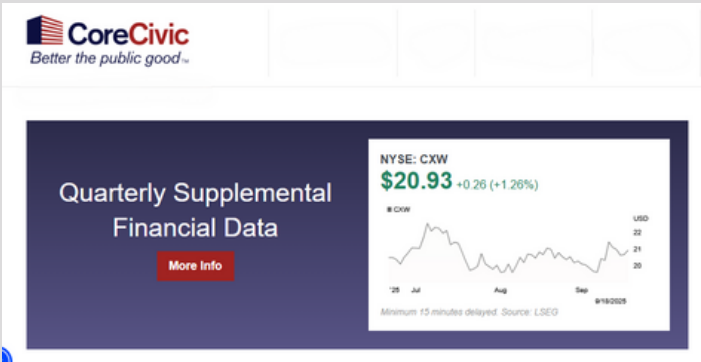 CoreCivic
Better the public good™
Quarterly Supplemental
Financial Data
More Info
NYSE: CXW
$20.93 +0.26 (+1.26%)
CXW
USD
22
21
20
'25 Jul Aug Sep
9/18/2025
Minimum 15 minutes delayed. Source: LSEG